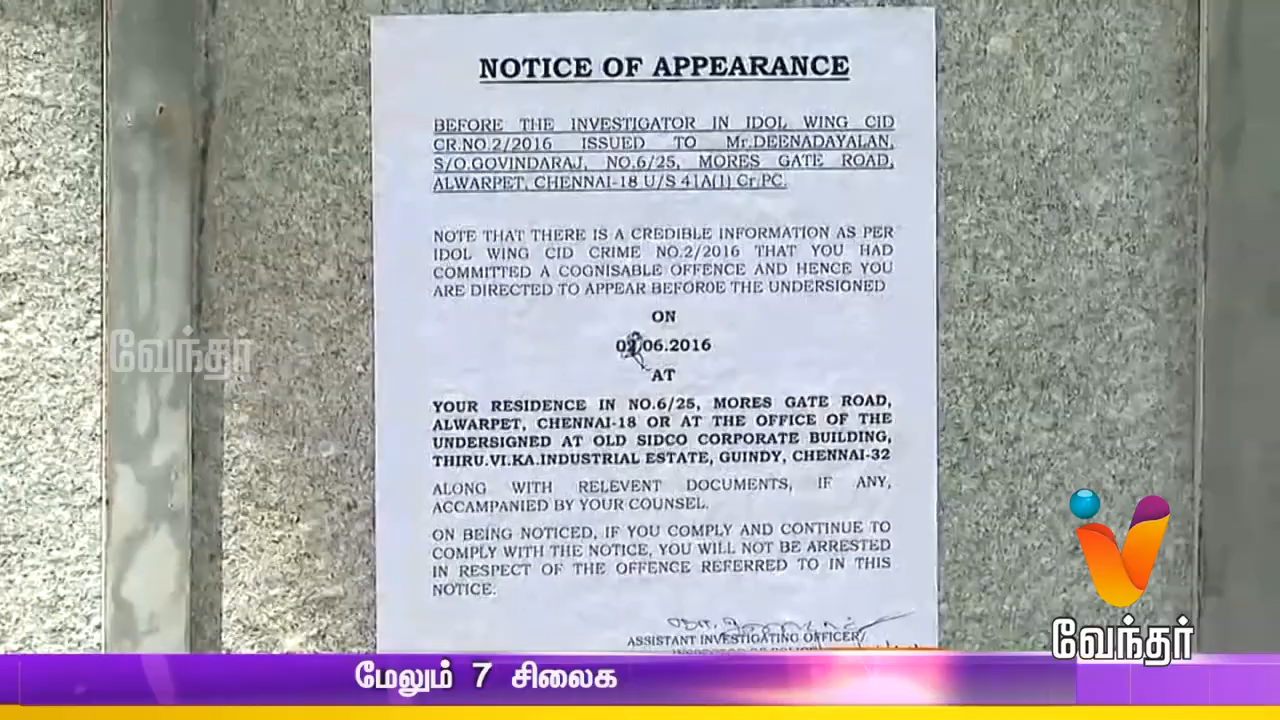 NOTICE OF APPEARANCE
BEFORE THE INVESTIGATOR IN IDOL WING CID
CR.NO.2/2016 ISSUED TO Mr.DEENADAYALAN,
S/O.GOVINDARAJ, NO.6/25, MORES GATE ROAD,
ALWARPET, CHENNAI-18 U/S 41A(1) Cr.PC.
NOTE THAT THERE IS A CREDIBLE INFORMATION AS PER
IDOL WING CID CRIME NO.2/2016 THAT YOU HAD
COMMITTED A COGNISABLE OFFENCE AND HENCE YOU
ARE DIRECTED TO APPEAR BEFOR0E THE UNDERSIGNED
ON
.06.2016
AT
YOUR RESIDENCE IN NO.6/25, MORES GATE ROAD,
ALWARPET, CHENNAI-18 OR AT THE OFFICE OF THE
UNDERSIGNED AT OLD SIDCO CORPORATE BUILDING,
THIRU.VI.KA.INDUSTRIAL ESTATE, GUINDY, CHENNAI-32
ALONG WITH RELEVENT DOCUMENTS, IF ANY,
ACCAMPANIED BY YOUR COUNSEL.
ON BEING NOTICED, IF YOU COMPLY AND CONTINUE TO
COMPLY WITH THE NOTICE, YOU WILL NOT BE ARRESTED
IN RESPECT OF THE OFFENCE REFERRED TO IN THIS
NOTICE.
ASSISTANT INVESTIGATING OFFICER/
வேந்தர்
வேந்தர்
மேலும் 7 சிலைக